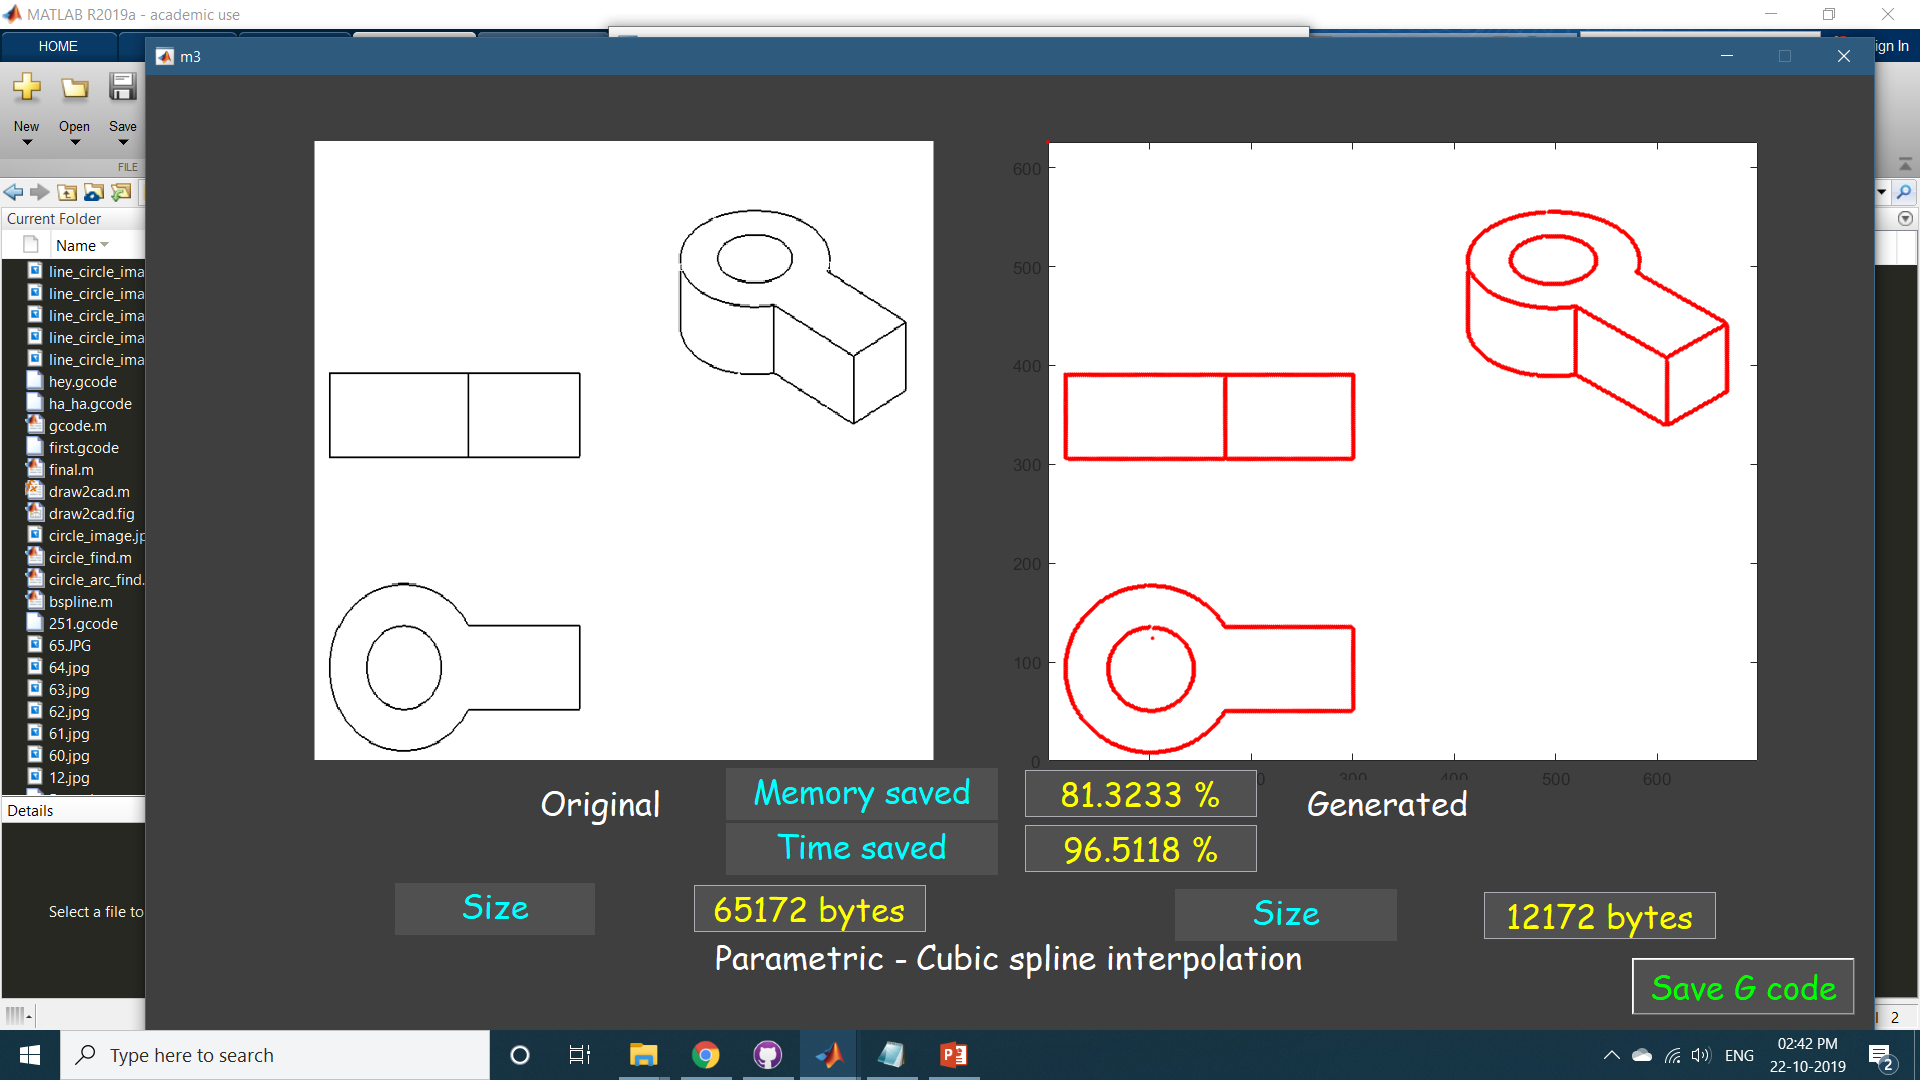 MATLAB R2019a - academic use
HOME
ign In
m3
New
Open
Save
FILE
Current Folder
Name
line_circle_ima
line_circle_ima
line_circle_ima
line_circle_ima
line_circle_ima
hey.gcode
ha_ha.gcode
gcode.m
first.gcode
final.m
draw2cad.m
draw2cad.fig
circle_image.jp
circle_find.m
circle_arc_find.
bspline.m
251.gcode
65.JPG
64.jpg
63.jpg
62.jpg
61.jpg
60.jpg
12.jpg
Details
Select a file to
600
500
400
300
200
100
0
0
300
400
500
600
Original
Memory saved
81.3233 %
Generated
Time saved
96.5118 %
Size
65172 bytes
Size
12172 bytes
Parametric - Cubic spline interpolation
Save G code
2
Type here to search
ENG
02:42 PM
22-10-2019
2